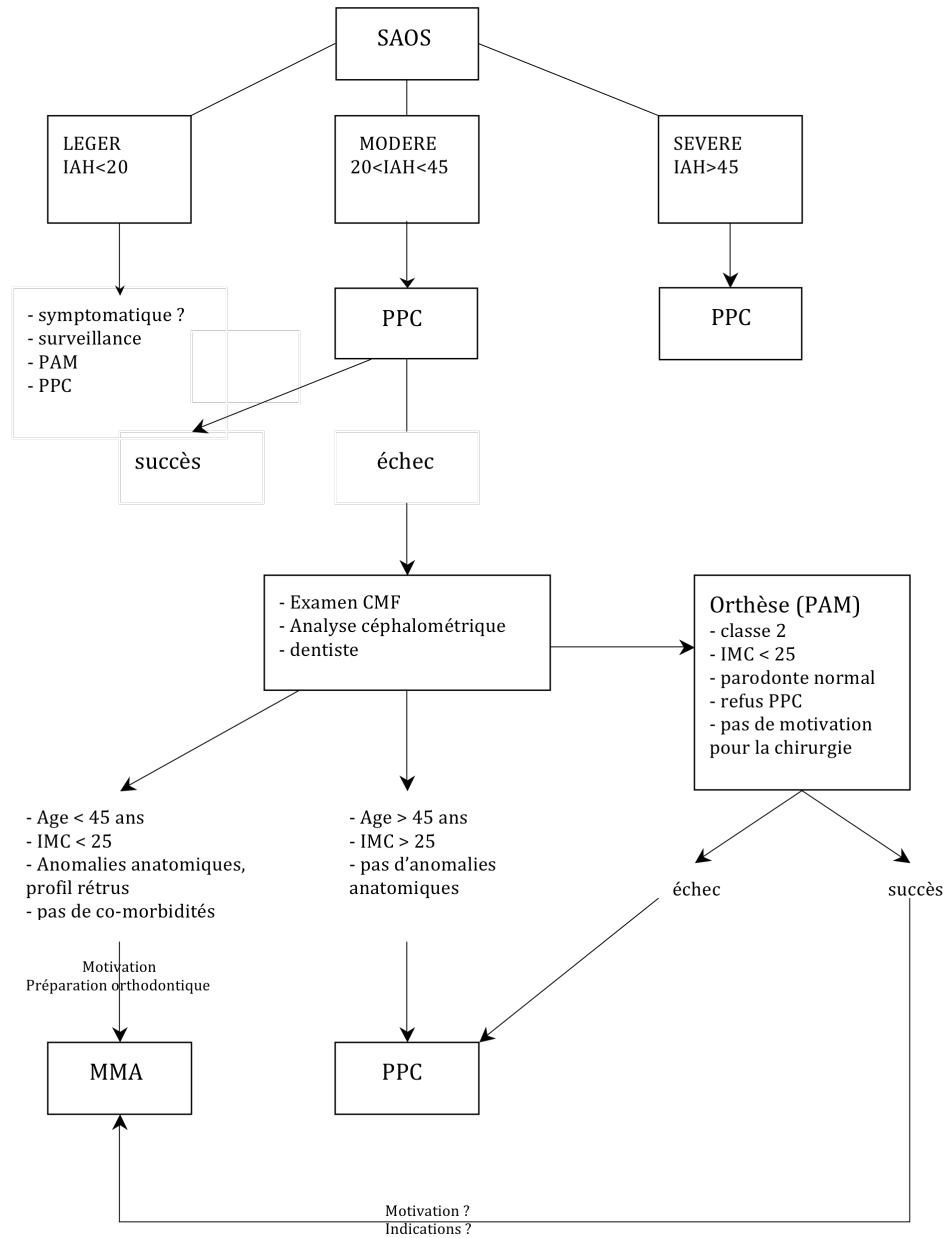 SAOS
LEGER
IAH<20
MODERE
20<IAH<45
SEVERE
IAH>45
- symptomatique ?
- surveillance
- PAM
- PPC
PPC
PPC
succès
échec
- Examen CMF
- Analyse céphalométrique
- dentiste
Orthèse (PAM)
- classe 2
- IMC < 25
- parodonte normal
- refus PPC
- pas de motivation
pour la chirurgie
- Age < 45 ans
- IMC < 25
- Anomalies anatomiques,
profil rétrus
- pas de co-morbidités
- Age > 45 ans
- IMC > 25
- pas d’anomalies
anatomiques
échec
succès
Motivation
Préparation orthodontique
MMA
PPC
Motivation ?
Indications ?